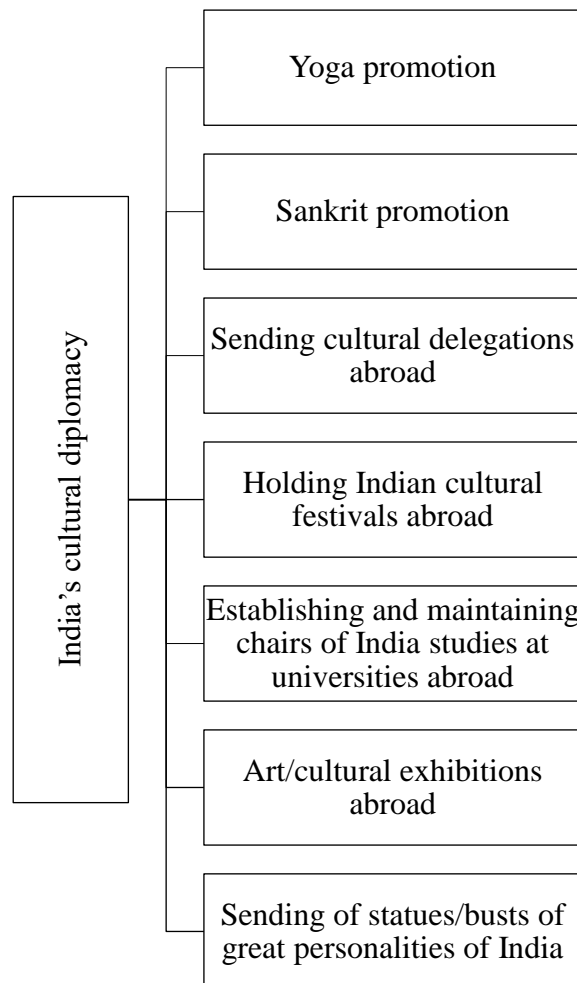 India’s cultural diplomacy
Yoga promotion
Sankrit promotion
Sending cultural delegations
abroad
Holding Indian cultural
festivals abroad
Establishing and maintaining
chairs of India studies at
universities abroad
Art/cultural exhibitions
abroad
Sending of statues/busts of
great personalities of India